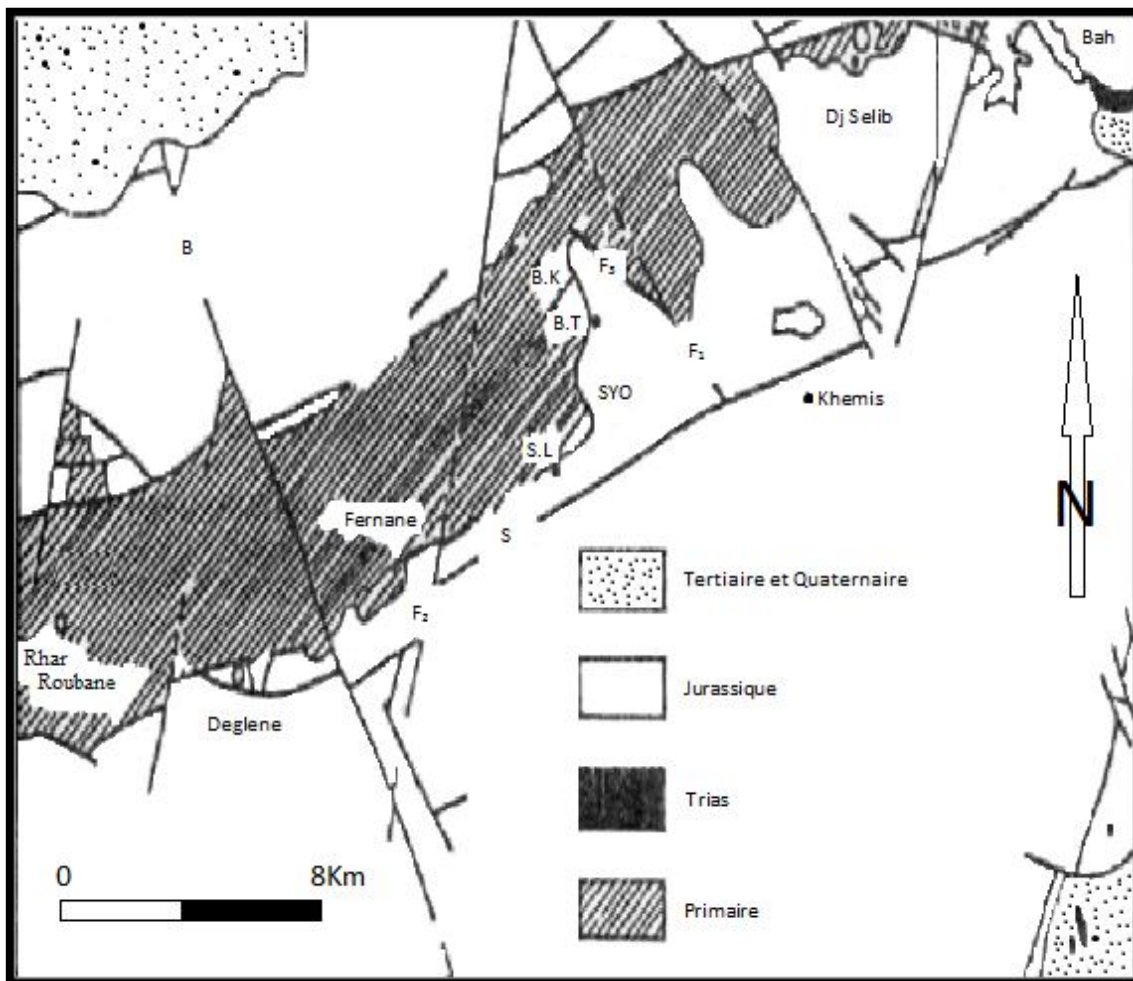 Bah
Dj Selib
B
B.K
F₃
B.T
F₁
SYO
Khemis
S.L
N
Fernane
S
Tertiaire et Quaternaire
F₂
Rhar
Roubane
Jurassique
Deglene
Trias
0
8Km
Primaire